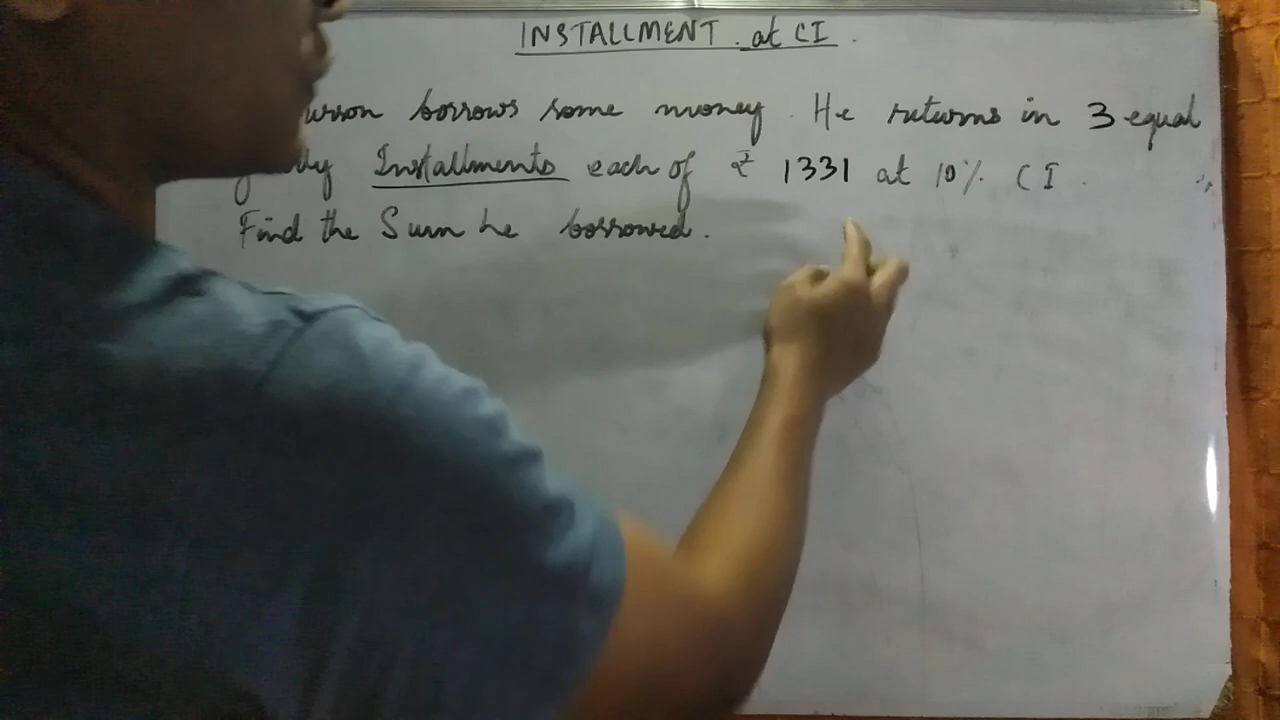 INSTALLMENT at CI.
borrows some money. He returns in 3 equal
Installments each of ₹ 1331 at 10% CI.
Find the Sum he borrowed.